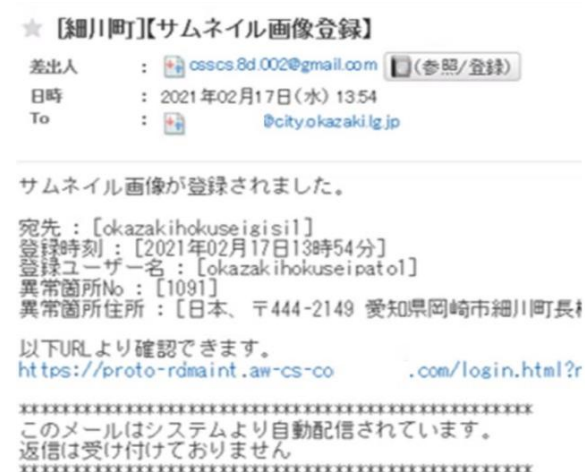 ★ [細川町]【サムネイル画像登録】
差出人 : csscs.8d.002@gmail.com (参照/登録)
日時 : 2021年02月17日(水) 13:54
To : @city.okazaki.lg.jp
サムネイル画像が登録されました。
宛先 : [okazakihokuseigisi1]
登録時刻 : [2021年02月17日13時54分]
登録ユーザー名 : [okazakihokuseipato1]
異常箇所No : [1091]
異常箇所住所 : [日本、 〒444-2149 愛知県岡崎市細川町長
以下URLより確認できます。
https://proto-rdmaint.aw-cs-co .com/login.html?r
**************************************************
このメールはシステムより自動配信されています。
返信は受け付けておりません
**************************************************